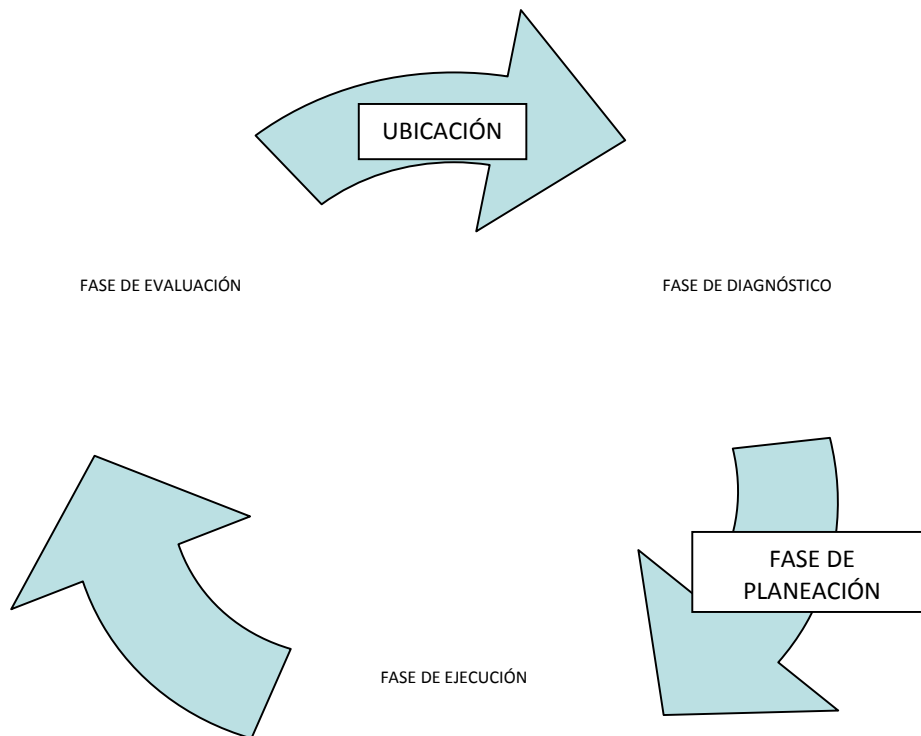 UBICACIÓN
FASE DE EVALUACIÓN
FASE DE DIAGNÓSTICO
FASE DE
PLANEACIÓN
FASE DE EJECUCIÓN